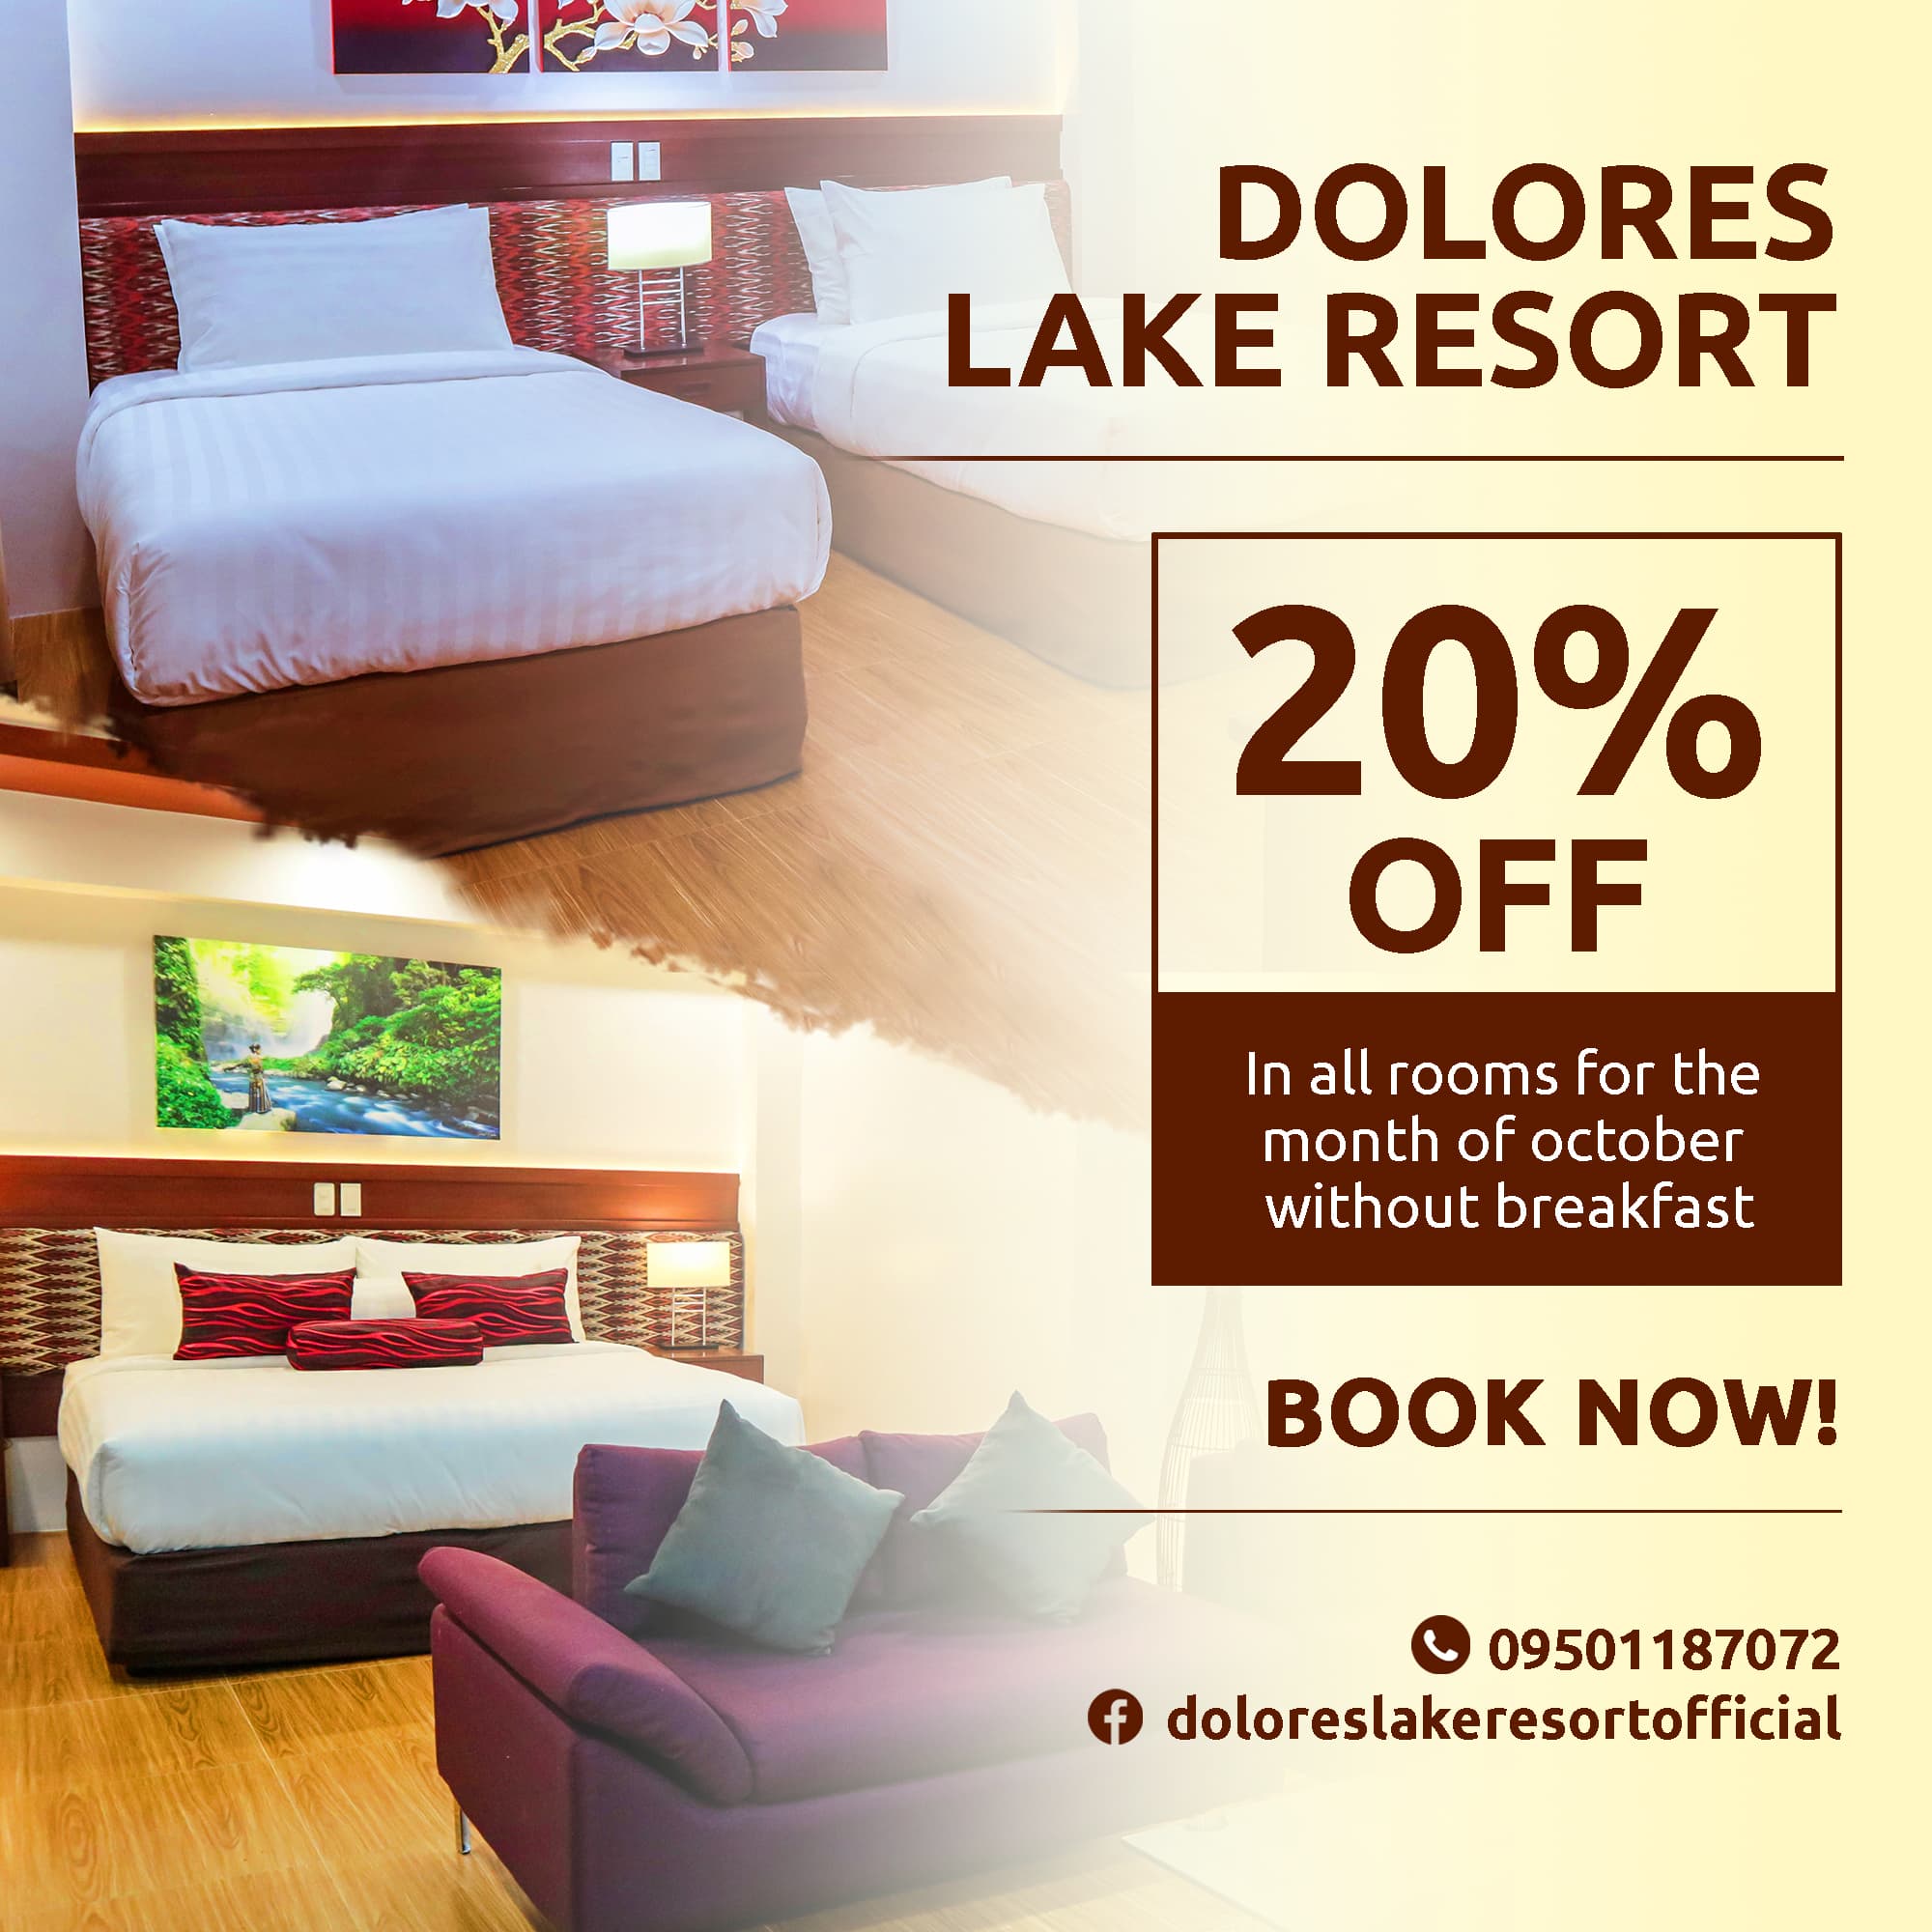 DOLORES
LAKE RESORT
20%
OFF
In all rooms for the
month of october
without breakfast
BOOK NOW!
09501187072
doloreslakeresortofficial